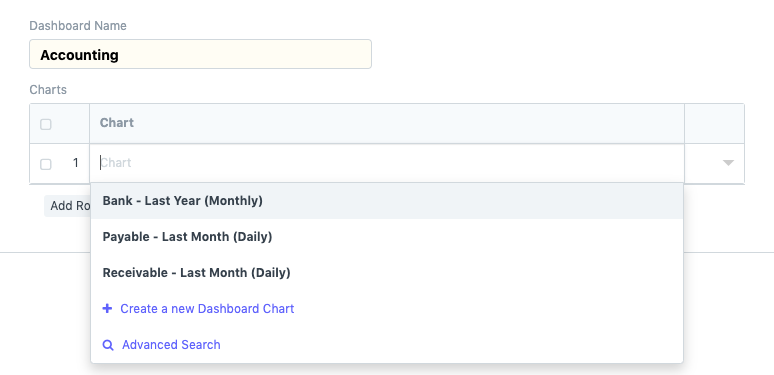 Dashboard Name
Accounting
Charts
Chart
1
Chart
Bank - Last Year (Monthly)
Add Ro
Payable - Last Month (Daily)
Receivable - Last Month (Daily)
Create a new Dashboard Chart
Advanced Search